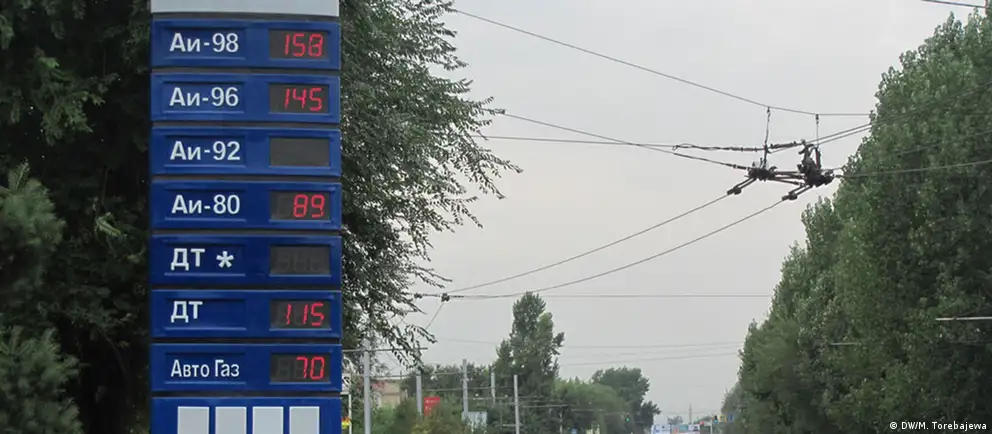 Аи-98 158
Аи-96 145
Аи-92
Аи-80 89
ДТ *
ДТ 115
Авто Газ 70
© DW/M. Torebajewa